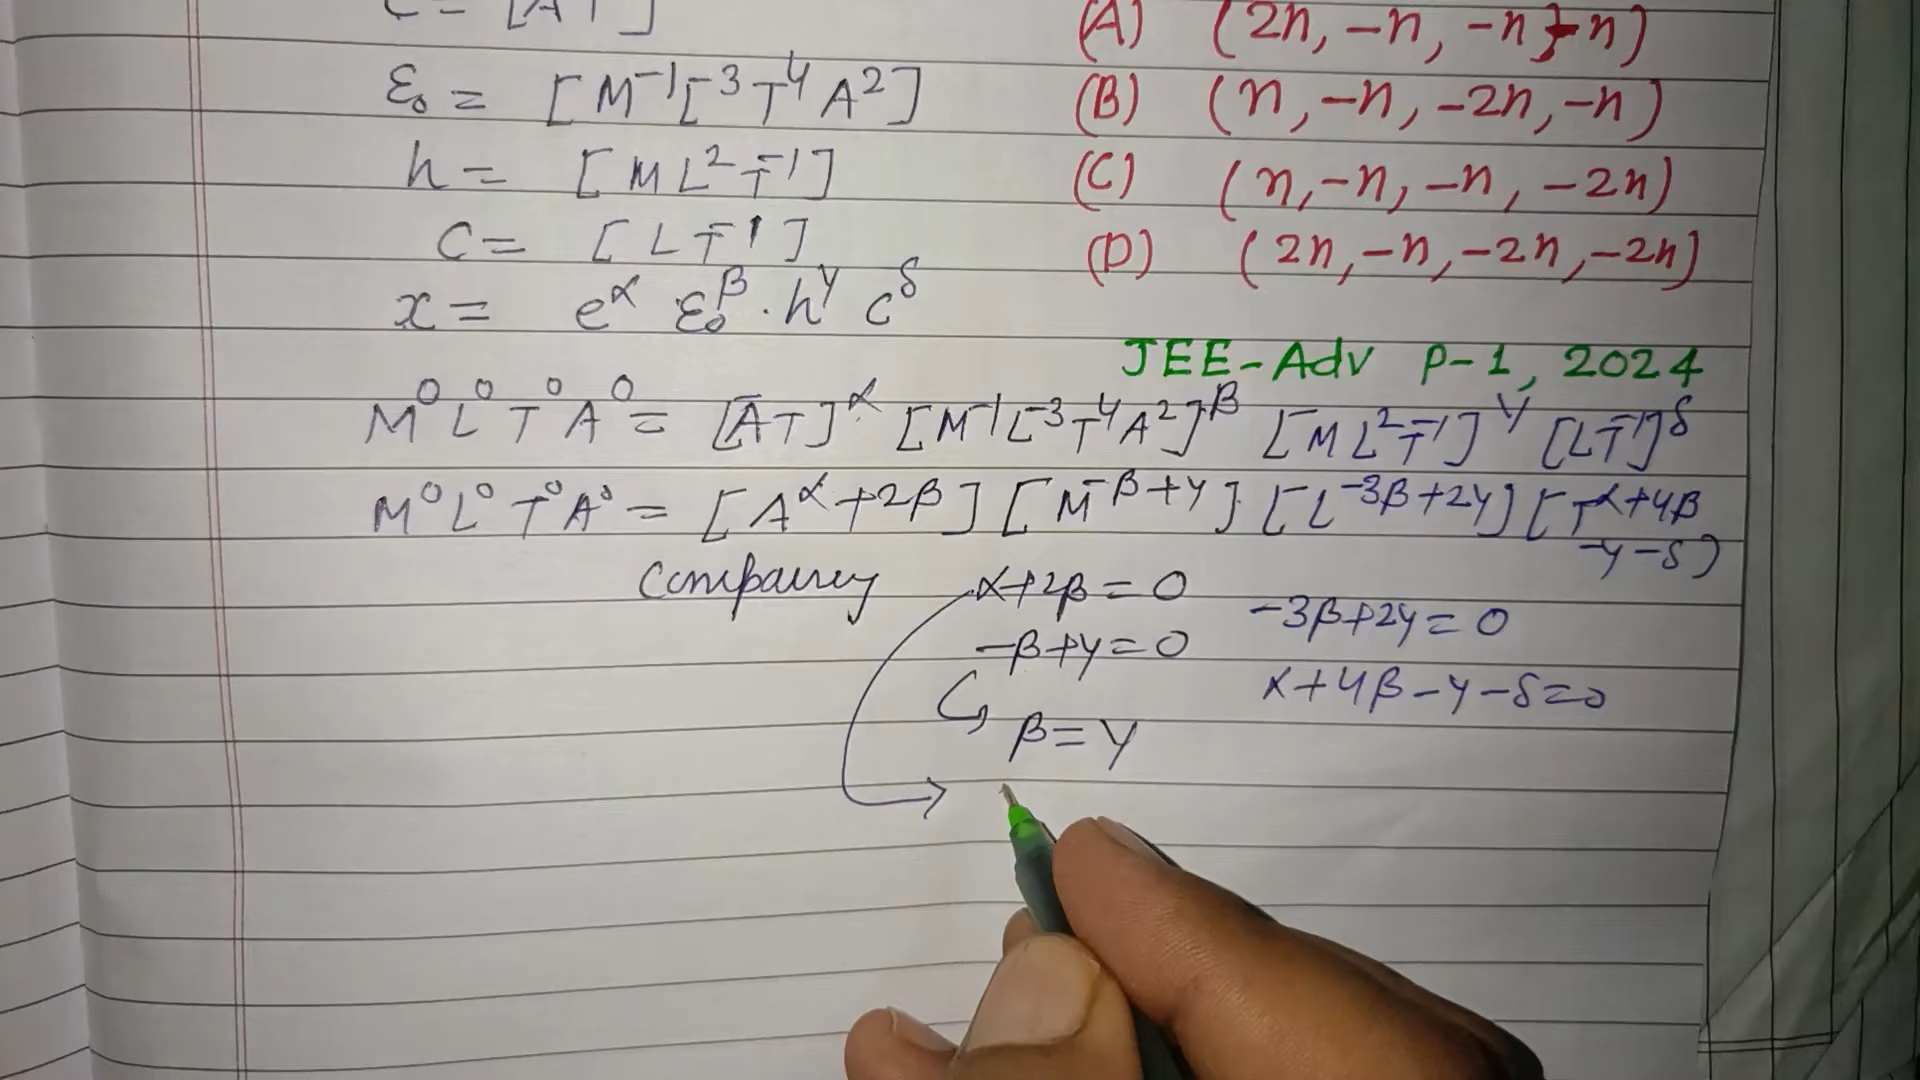 C = [AT]
(A) (2n, -n, -n, -n)
ε₀ = [M⁻¹L⁻³T⁴A²]
(B) (n, -n, -2n, -n)
h = [ML²T⁻¹]
(C) (n, -n, -n, -2n)
C = [LT⁻¹]
(D) (2n, -n, -2n, -2n)
x = e^α ε₀^β · h^γ c^δ
JEE-Adv P-1, 2024
M⁰L⁰T⁰A⁰ = [AT]^α [M⁻¹L⁻³T⁴A²]^β [ML²T⁻¹]^γ [LT⁻¹]^δ
M⁰L⁰T⁰A⁰ = [A^α+2β] [M^-β+γ] [L^-3β+2γ] [T^α+4β
-γ-δ]
Comparing α+2β=0
-3β+2γ=0
-β+γ=0
α+4β-γ-δ=0
β=γ